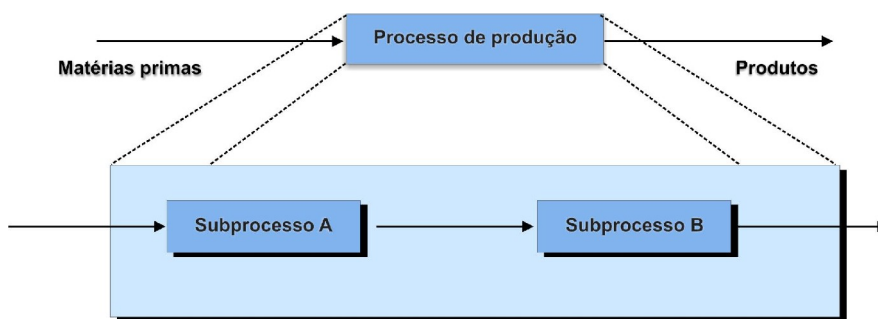 Processo de produção
Matérias primas
Produtos
Subprocesso A
Subprocesso B